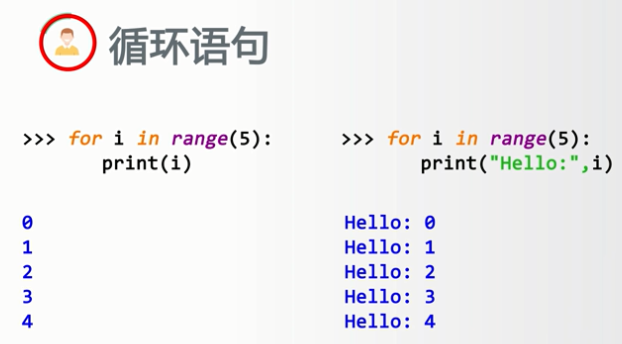 循环语句
>>> for i in range(5):
print(i)
0
1
2
3
4
>>> for i in range(5):
print("Hello:",i)
Hello: 0
Hello: 1
Hello: 2
Hello: 3
Hello: 4